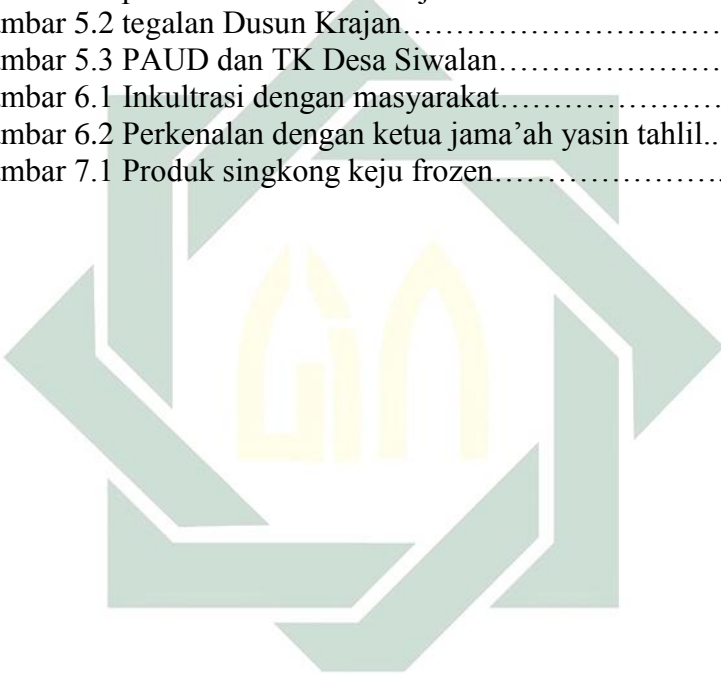 mbar 5.2 tegalan Dusun Krajan……………………………
mbar 5.3 PAUD dan TK Desa Siwalan……………………
mbar 6.1 Inkultrasi dengan masyarakat……………………
mbar 6.2 Perkenalan dengan ketua jama’ah yasin tahlil...
mbar 7.1 Produk singkong keju frozen……………………